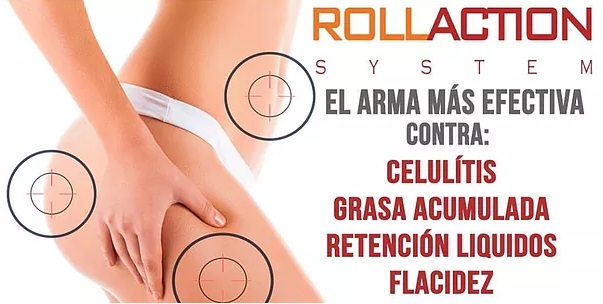 ROLLACTION
SYSTEM
EL ARMA MÁS EFECTIVA
CONTRA:
CELULÍTIS
GRASA ACUMULADA
RETENCIÓN LIQUIDOS
FLACIDEZ